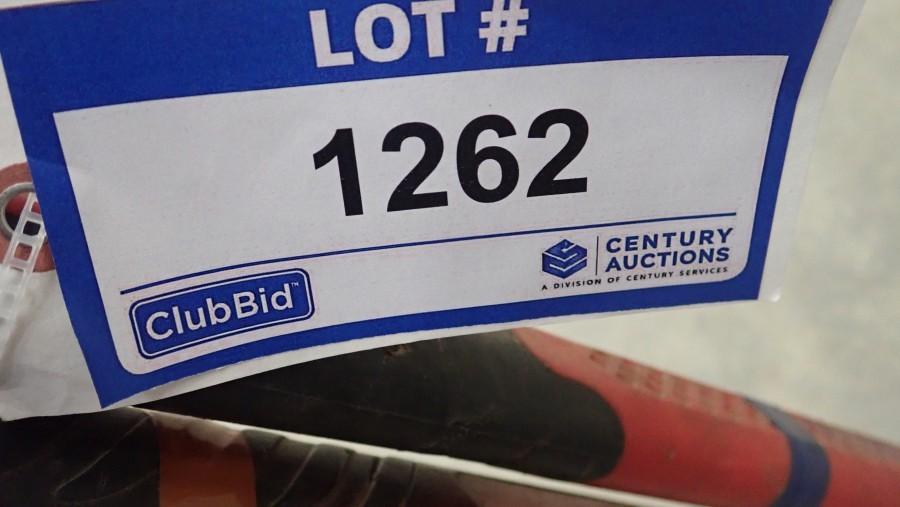 LOT #
1262
ClubBid™
CENTURY
AUCTIONS
A DIVISION OF CENTURY SERVICES